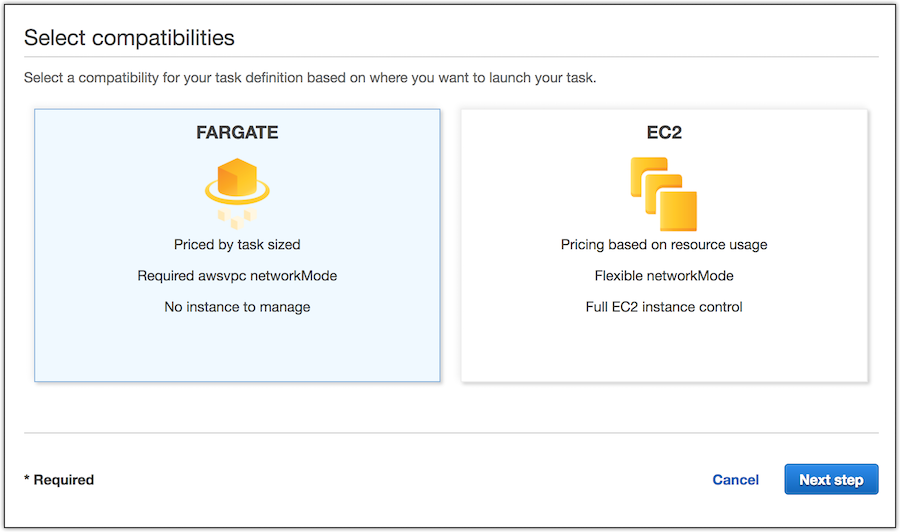 Select compatibilities
Select a compatibility for your task definition based on where you want to launch your task.
FARGATE
Priced by task sized
Required awsvpc networkMode
No instance to manage
EC2
Pricing based on resource usage
Flexible networkMode
Full EC2 instance control
* Required
Cancel
Next step